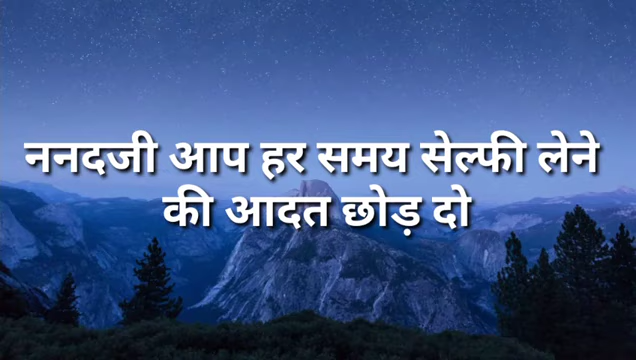 ननदजी आप हर समय सेल्फी लेने
की आदत छोड़ दो